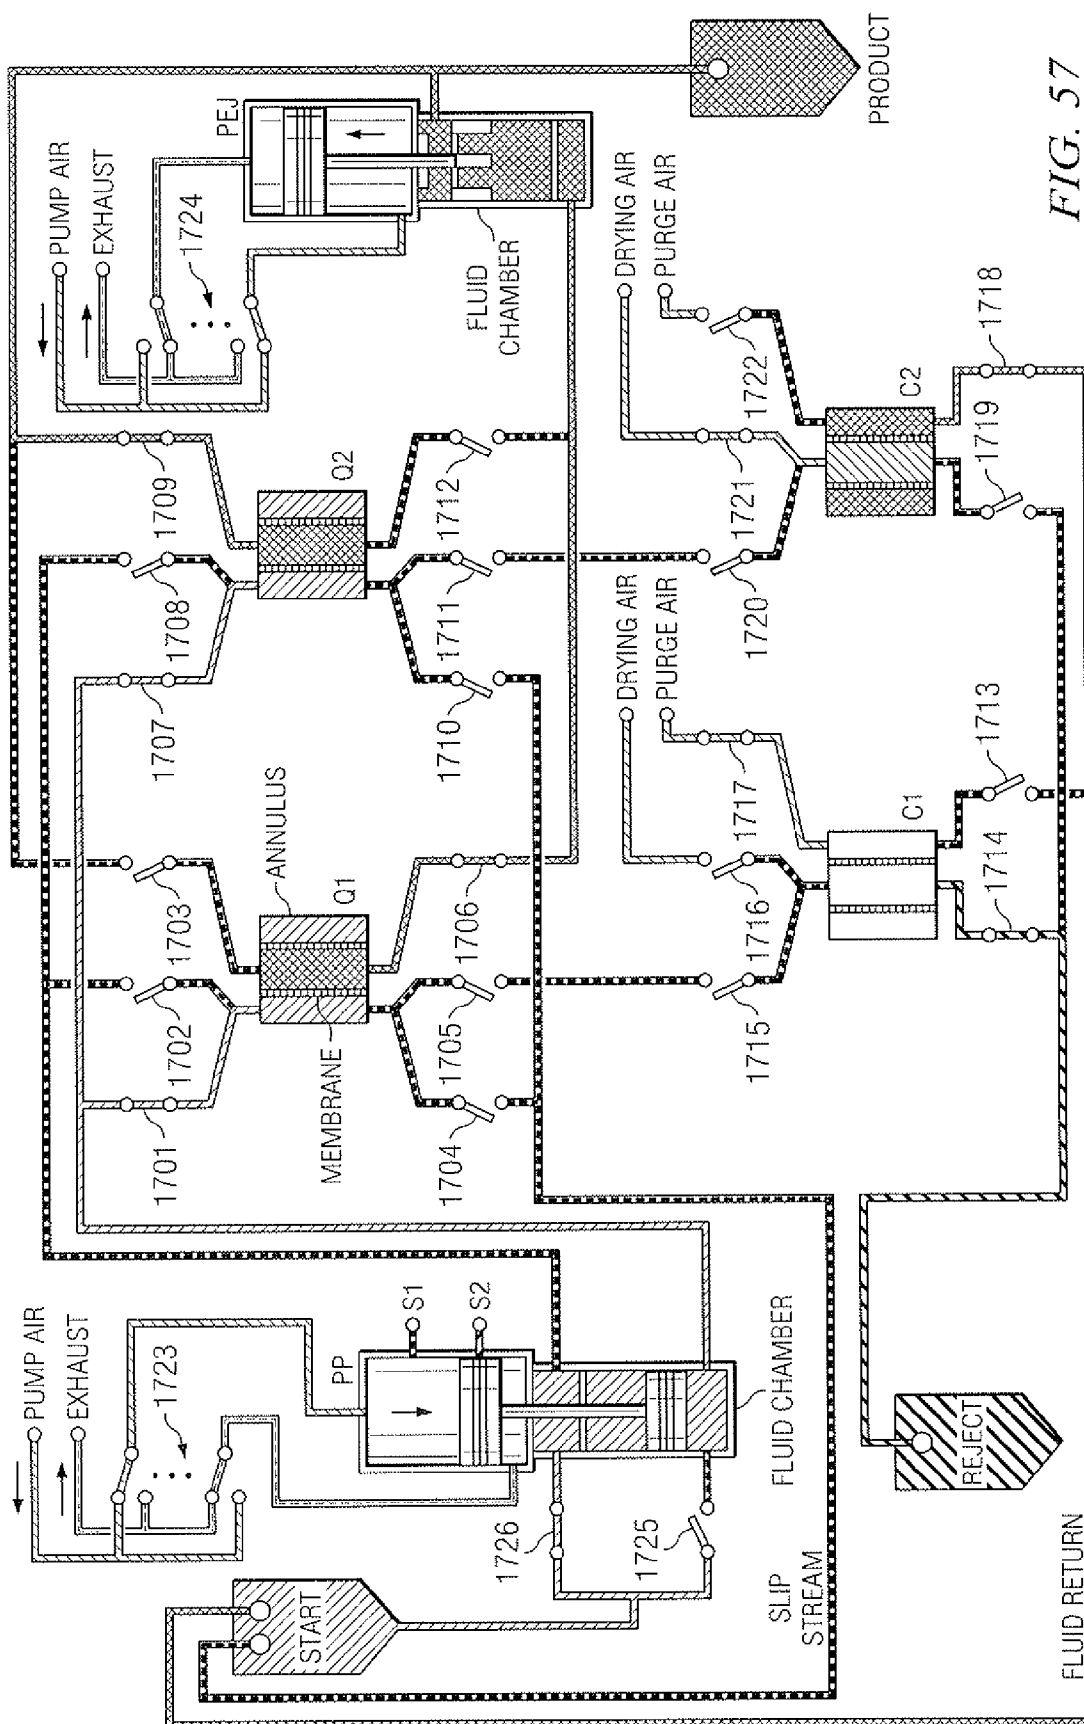 PUMP AIR
EXHAUST
1724
PEJ
FLUID
CHAMBER
PRODUCT
FIG. 57
1709
1708
1707
Q2
1712
1711
1710
DRYING AIR
PURGE AIR
1722
1721
1720
C2
1718
1719
ANNULUS
Q1
MEMBRANE
1703
1702
1701
1706
1705
1704
DRYING AIR
PURGE AIR
1717
1716
1715
C1
1713
1714
PUMP AIR
EXHAUST
1723
PP
S1
S2
FLUID CHAMBER
1726
1725
START
SLIP
STREAM
REJECT
FLUID RETURN